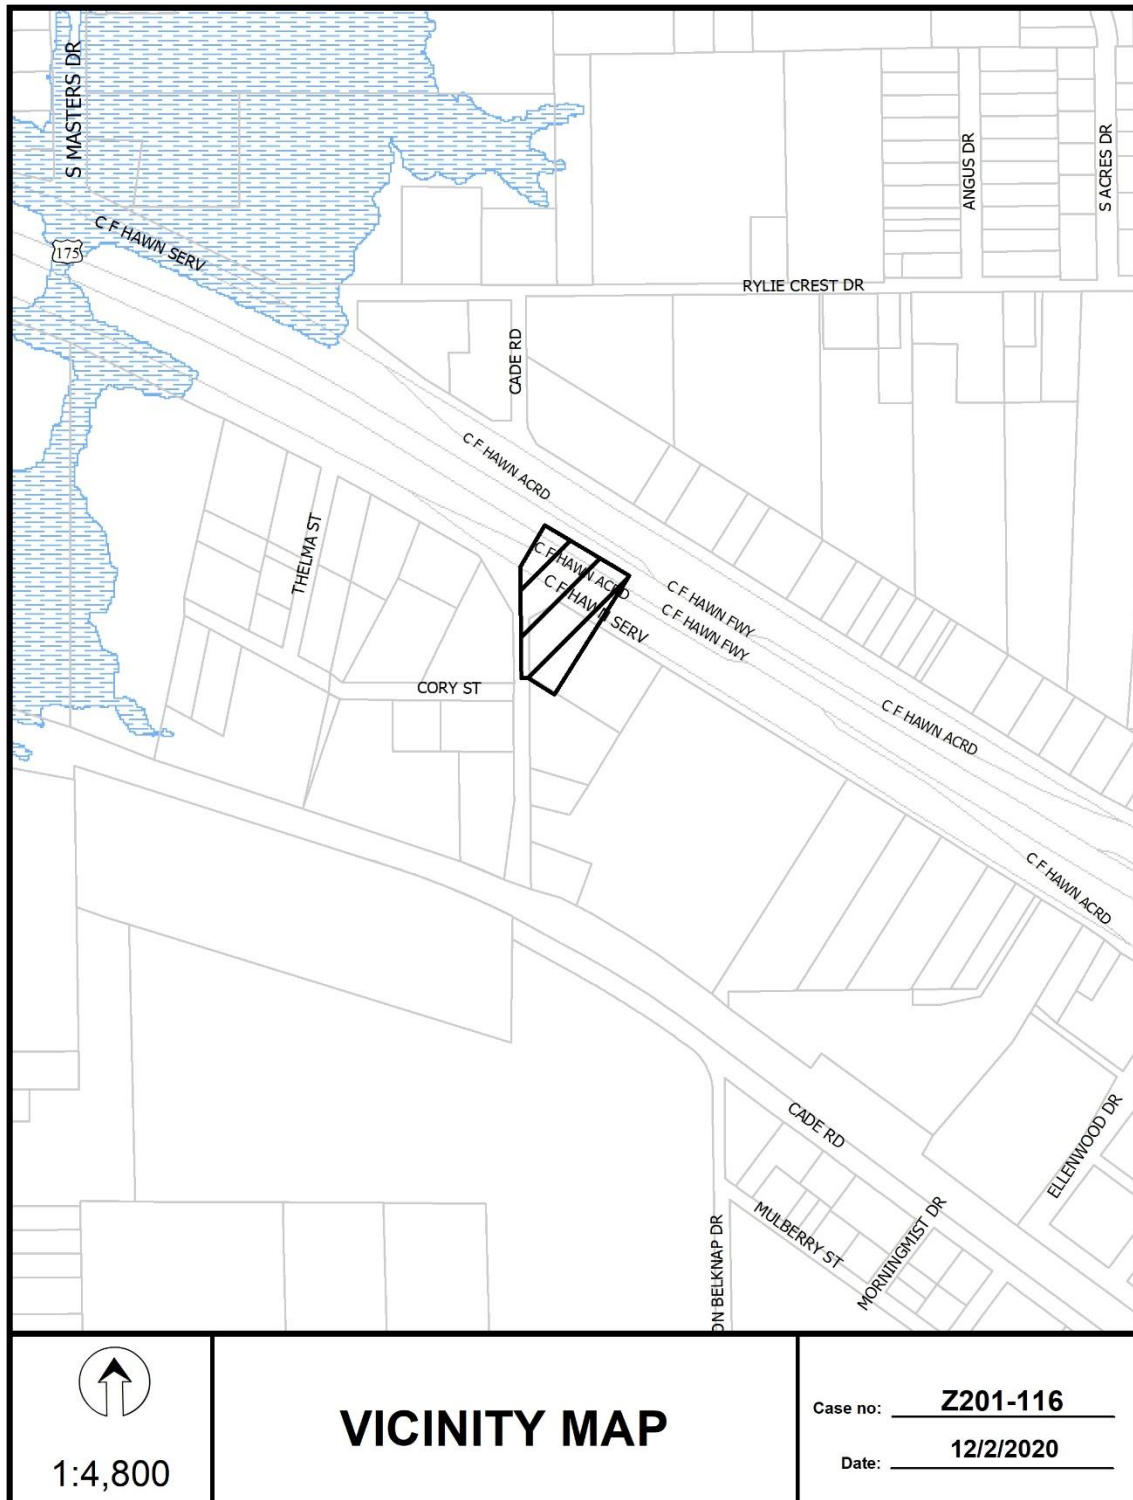 S MASTERS DR
ANGUS DR
S ACRES DR
C F HAWN SERV
175
RYLIE CREST DR
CADE RD
C F HAWN ACRD
THELMA ST
C F HAWN ACRD
C F HAWN SERV
C F HAWN FWY
C F HAWN FWY
CORY ST
C F HAWN ACRD
C F HAWN ACRD
CADE RD
ELLENWOOD DR
MULBERRY ST
MORNINGMIST DR
ON BELKNAP DR
1:4,800
VICINITY MAP
Case no: Z201-116
Date: 12/2/2020